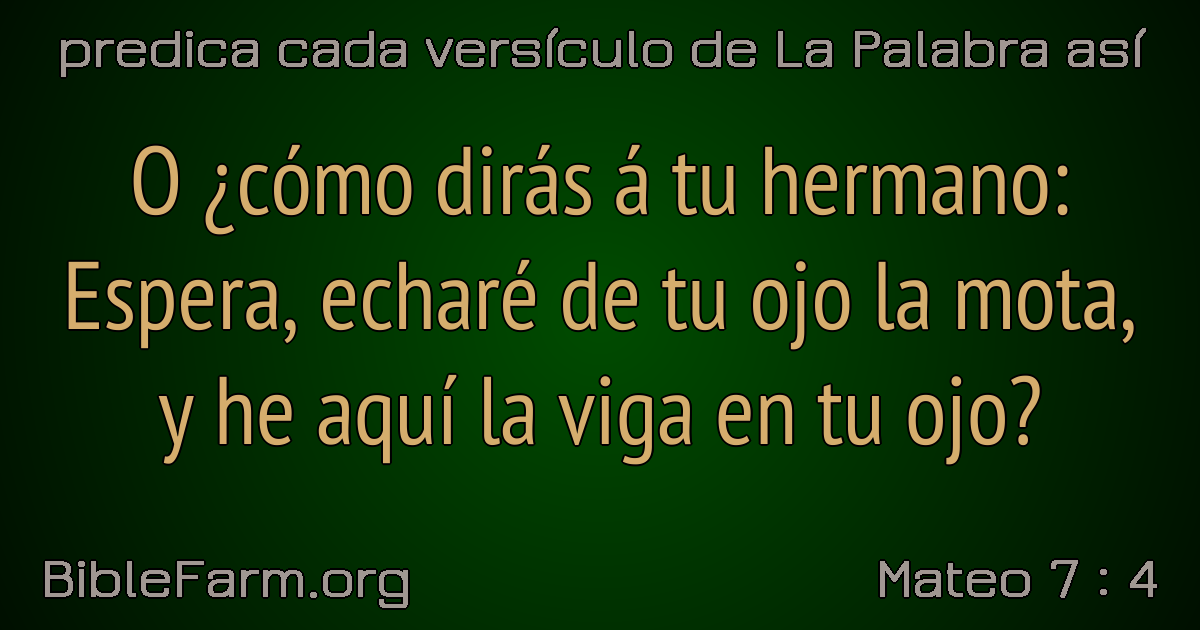 predica cada versículo de La Palabra así
O ¿cómo dirás á tu hermano:
Espera, echaré de tu ojo la mota,
y he aquí la viga en tu ojo?
BibleFarm.org
Mateo 7 : 4